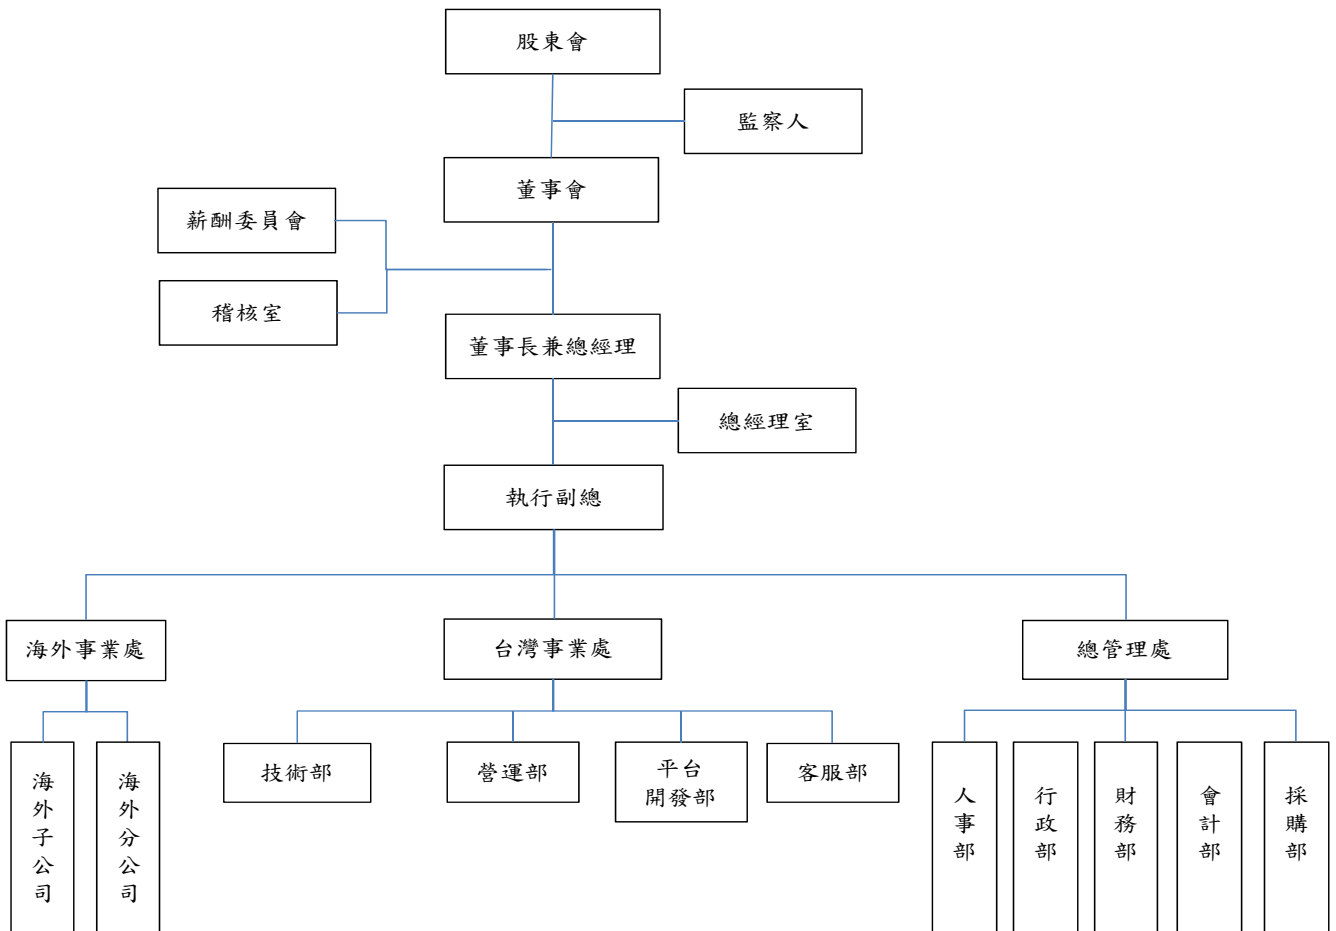 股東會
監察人
董事會
薪酬委員會
稽核室
董事長兼總經理
總經理室
執行副總
海外事業處
台灣事業處
總管理處
海外子公司
海外分公司
技術部
營運部
平台
開發部
客服部
人事部
行政部
財務部
會計部
採購部